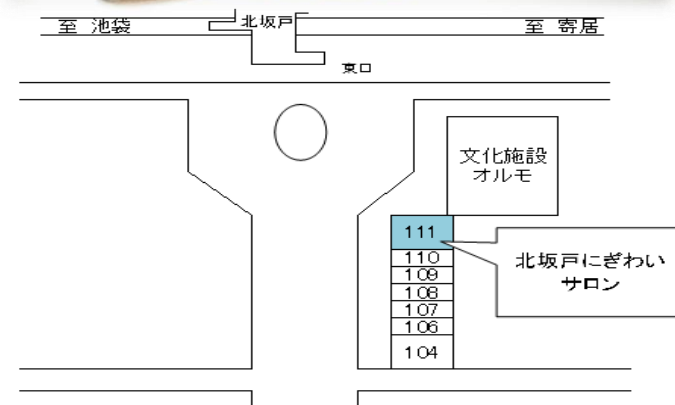 至 池袋
北坂戸
至 寄居
東口
文化施設
オルモ
111
110
109
108
107
106
104
北坂戸にぎわい
サロン